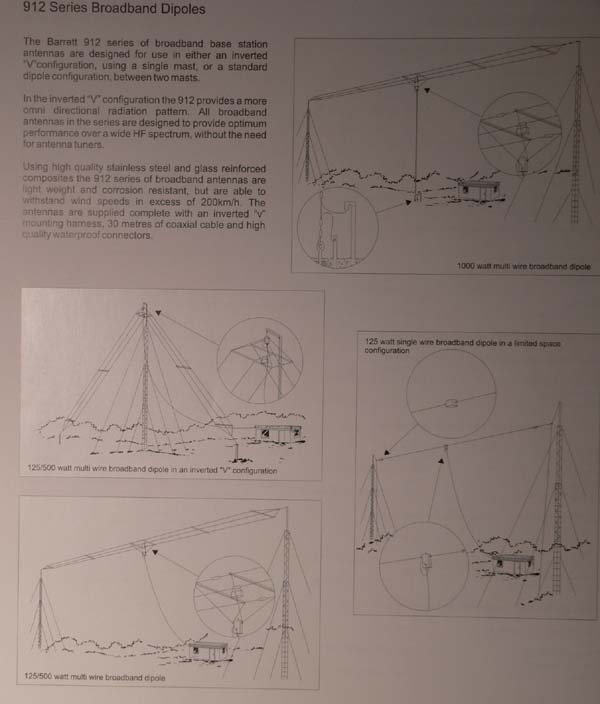 912 Series Broadband Dipoles
The Barrett 912 series of broadband base station
antennas are designed for use in either an inverted
"V"configuration, using a single mast, or a standard
dipole configuration, between two masts.
In the inverted "V" configuration the 912 provides a more
omni directional radiation pattern. All broadband
antennas in the series are designed to provide optimum
performance over a wide HF spectrum, without the need
for antenna tuners.
Using high quality stainless steel and glass reinforced
composites the 912 series of broadband antennas are
light weight and corrosion resistant, but are able to
withstand wind speeds in excess of 200km/h. The
antennas are supplied complete with an inverted "v"
mounting harness, 30 metres of coaxial cable and high
quality waterproof connectors.
1000 watt multi wire broadband dipole
125/500 watt multi wire broadband dipole in an inverted "V" configuration
125 watt single wire broadband dipole in a limited space
configuration
125/500 watt multi wire broadband dipole